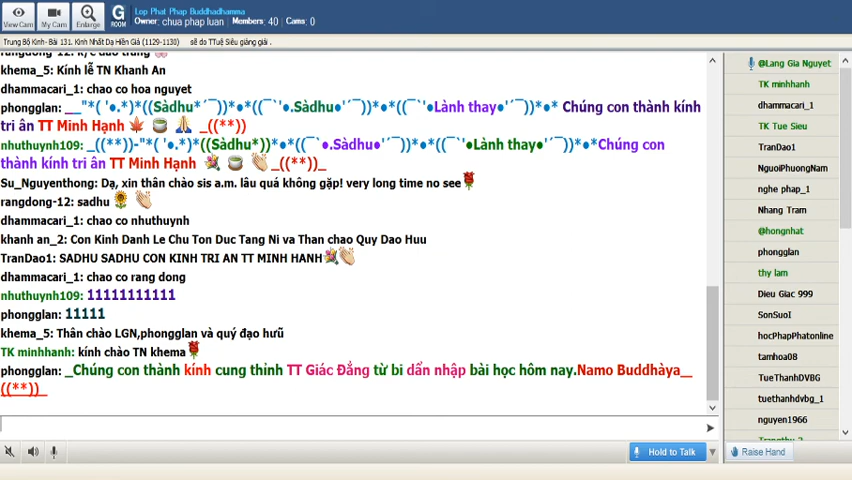 Lop Phat Phap Buddhadhamma
Owner: chua phap luan Members: 40 Cams: 0
View Cam My Cam Enlarge G ROOM
Trung Bộ Kinh- Bài 131. Kinh Nhất Dạ Hiền Giả (1129-1130) sẽ do TTuệ Siêu giảng giải .
khema_5: Kính lễ TN Khanh An
dhammacari_1: chao co hoa nguyet
phongglan: __"*( '●.*)*((Sàdhu*´¯)*●*((¯`'●.Sàdhu●'´¯)*●*((¯`'●Lành thay●'´¯)*●* Chúng con thành kính
tri ân TT Minh Hạnh _((**))
nhuthuynh109: _((**))-"*( '●.*)*((Sàdhu*))*●*((¯`●.Sàdhu●'´¯)*●*((¯`'●Lành thay●'´¯)*●*Chúng con
thành kính tri ân TT Minh Hạnh _((**))_
Su_Nguyenthong: Dạ, xin thân chào sis a.m. lâu quá không gặp! very long time no see
rangdong-12: sadhu
dhammacari_1: chao co nhuthuynh
khanh an_2: Con Kinh Danh Le Chu Ton Duc Tang Ni va Than chao Quy Dao Huu
TranDao1: SADHU SADHU CON KINH TRI AN TT MINH HANH
dhammacari_1: chao co rang dong
nhuthuynh109: 11111111111
phongglan: 11111
khema_5: Thân chào LGN,phongglan và quý đạo hưũ
TK minhhanh: kính chào TN khema
phongglan: _Chúng con thành kính cung thỉnh TT Giác Đẳng từ bi dẩn nhập bài học hôm nay.Namo Buddhàya__
((**))_
@Lang Gia Nguyet
TK minhhanh
dhammacari_1
TK Tue Sieu
TranDao1
NguoiPhuongNam
nghe phap_1
Nhang Tram
@hongnhat
phongglan
thy lam
Dieu Giac 999
SonSuoI
hocPhapPhatonline
tamhoa08
TueThanhDVBG
tuethanhdvbg_1
nguyen1966
Hold to Talk
Raise Hand